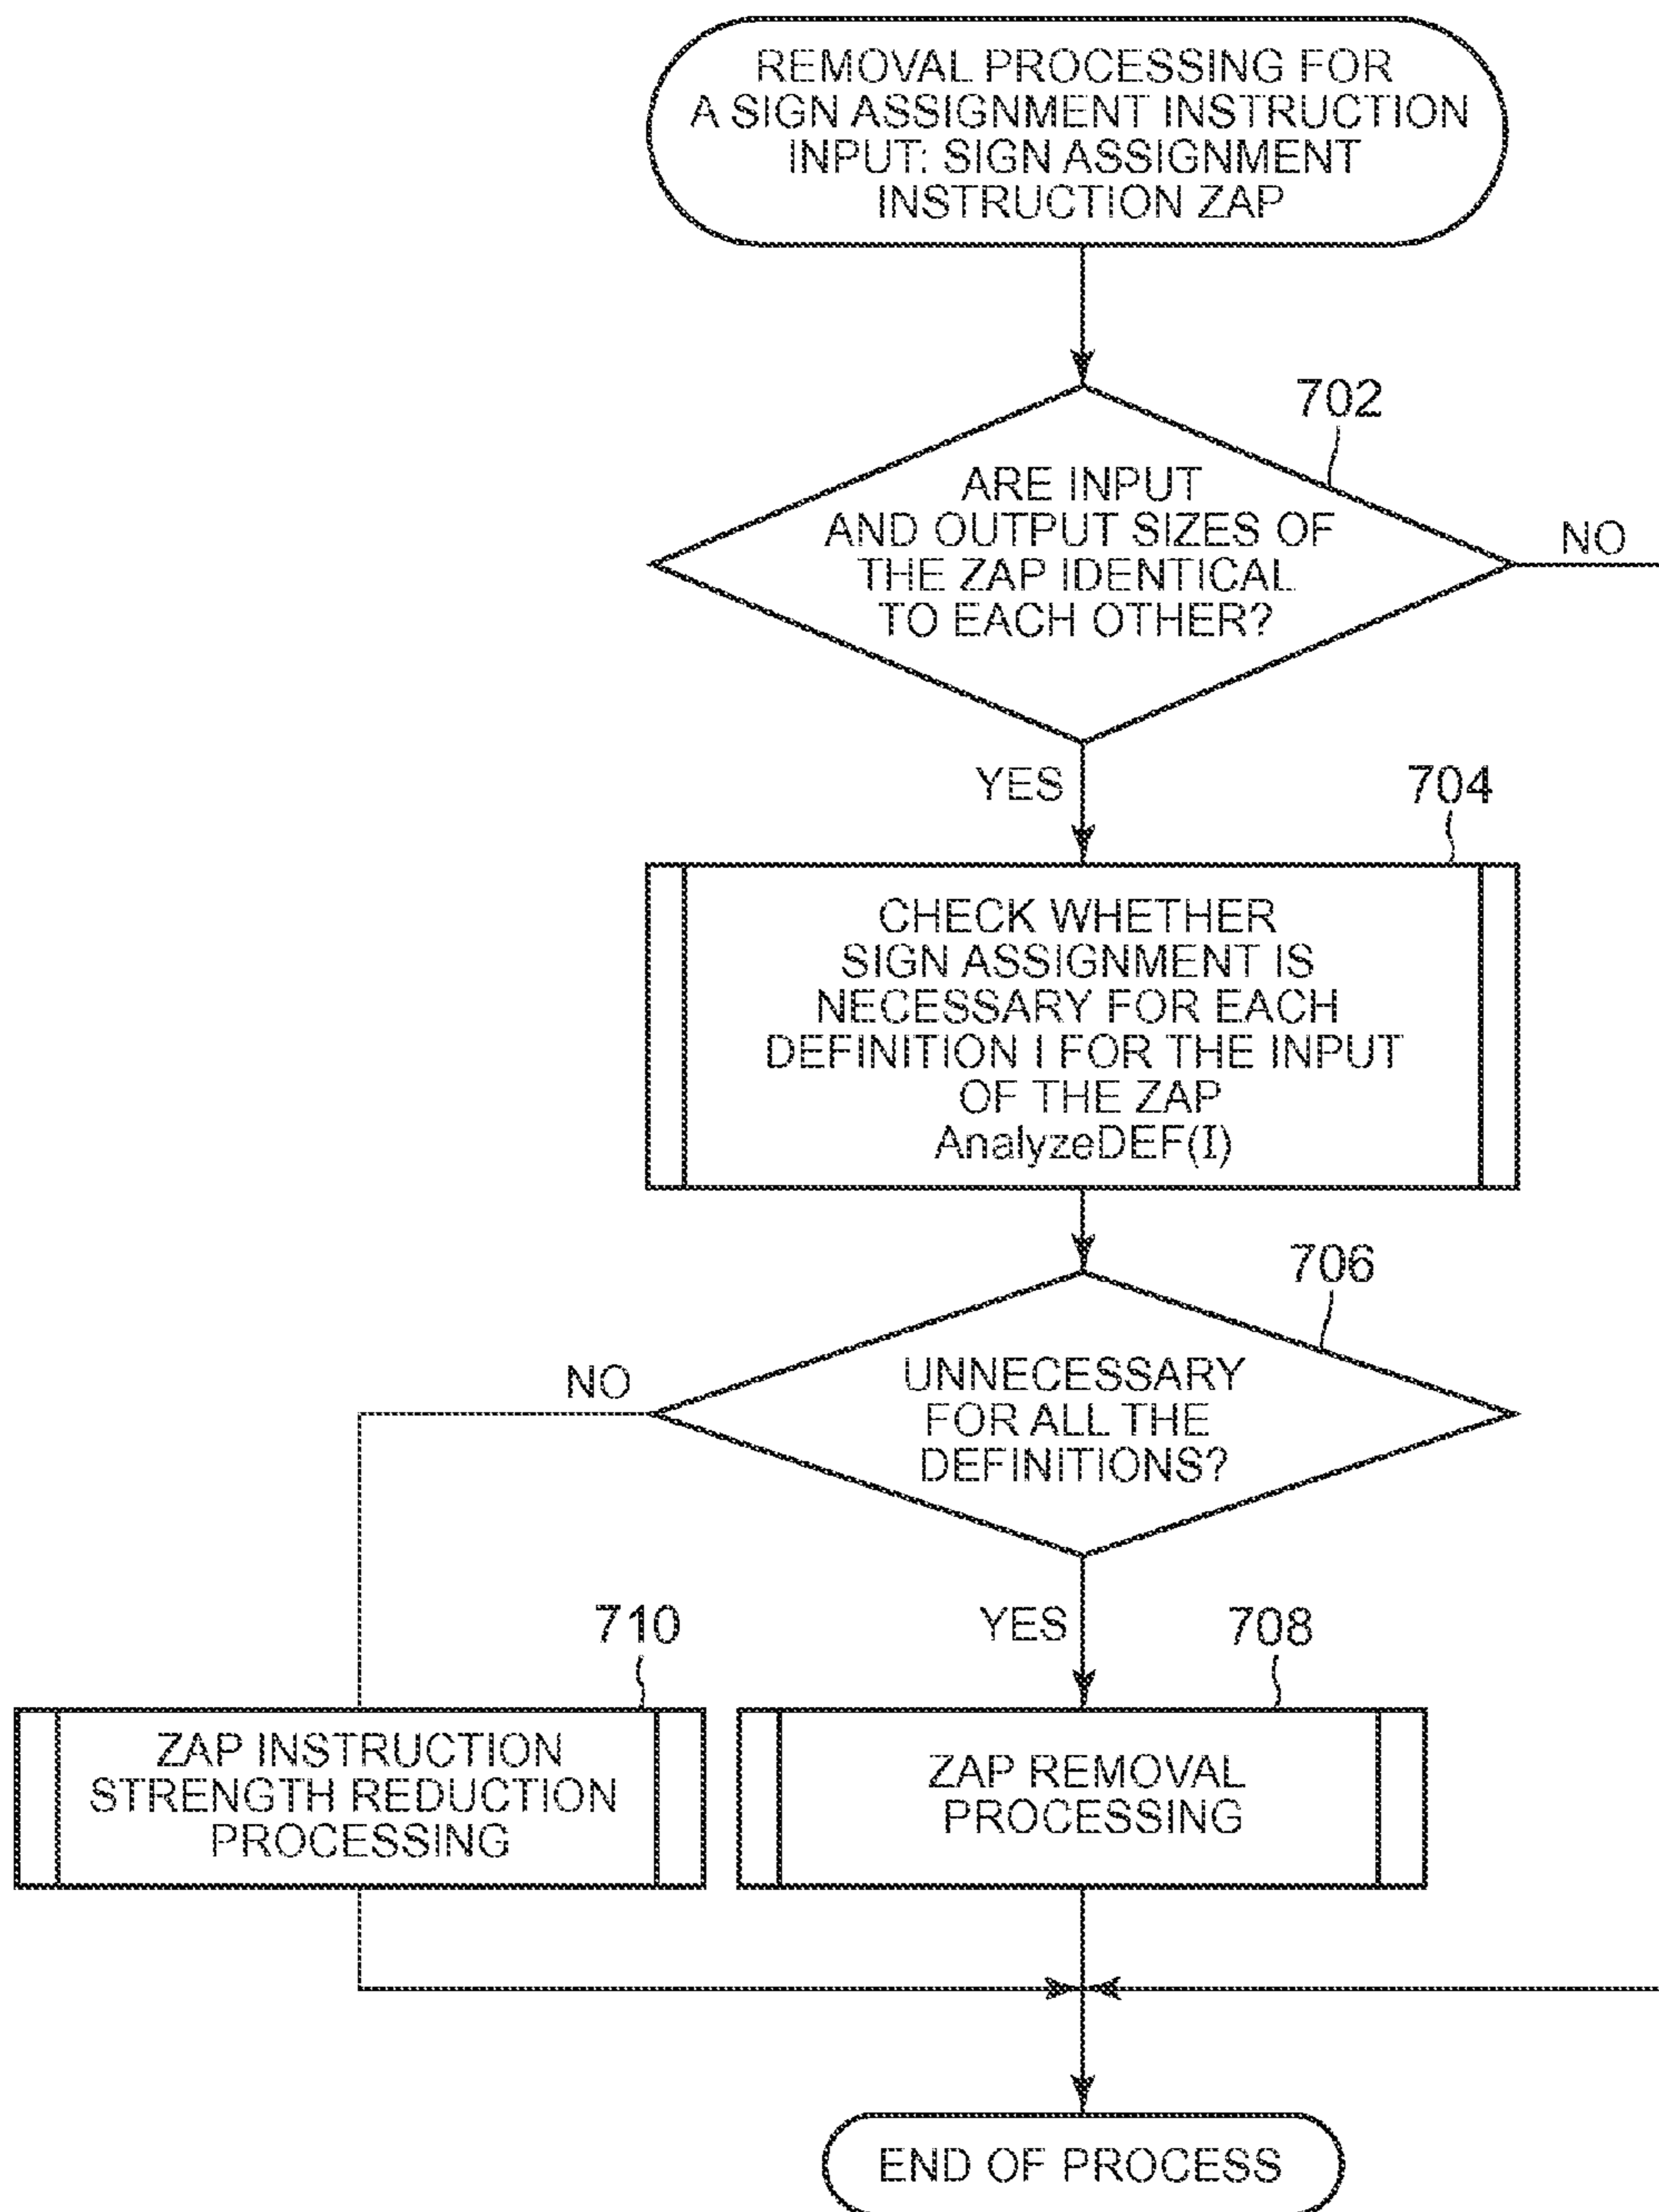 REMOVAL PROCESSING FOR
A SIGN ASSIGNMENT INSTRUCTION
INPUT: SIGN ASSIGNMENT
INSTRUCTION ZAP
702
ARE INPUT
AND OUTPUT SIZES OF
THE ZAP IDENTICAL
TO EACH OTHER?
NO
YES
704
CHECK WHETHER
SIGN ASSIGNMENT IS
NECESSARY FOR EACH
DEFINITION I FOR THE INPUT
OF THE ZAP
AnalyzeDEF(I)
706
NO
UNNECESSARY
FOR ALL THE
DEFINITIONS?
YES
710
ZAP INSTRUCTION
STRENGTH REDUCTION
PROCESSING
708
ZAP REMOVAL
PROCESSING
END OF PROCESS